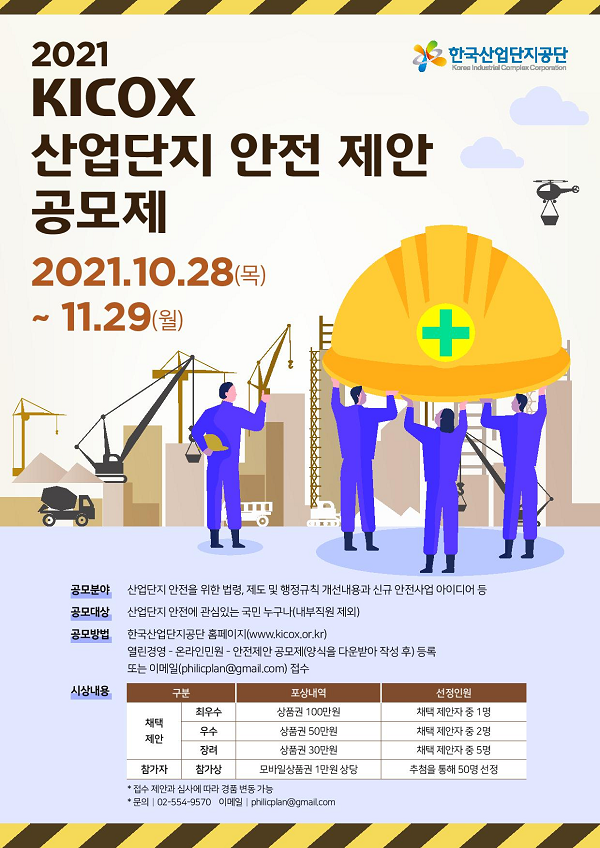 2021
KICOX
산업단지 안전 제안
공모제
한국산업단지공단
Korea Industrial Complex Corporation
2021.10.28(목)
~ 11.29(월)
공모분야 산업단지 안전을 위한 법령, 제도 및 행정규칙 개선내용과 신규 안전사업 아이디어 등
공모대상 산업단지 안전에 관심있는 국민 누구나(내부직원 제외)
공모방법 한국산업단지공단 홈페이지(www.kicox.or.kr)
열린경영 - 온라인민원 - 안전제안 공모제(양식을 다운받아 작성 후) 등록
또는 이메일(philicplan@gmail.com) 접수
시상내용 구분 포상내역 선정인원
채택 제안 최우수 상품권 100만원 채택 제안자 중 1명
우수 상품권 50만원 채택 제안자 중 2명
장려 상품권 30만원 채택 제안자 중 5명
참가자 참가상 모바일상품권 1만원 상당 추첨을 통해 50명 선정
* 접수 제안과 심사에 따라 경품 변동 가능
* 문의 | 02-554-9570 이메일 | philicplan@gmail.com